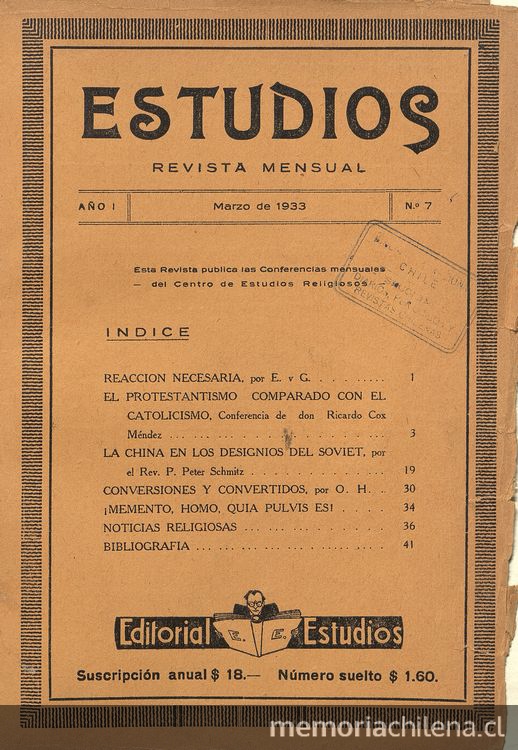 ESTUDIOS
REVISTA MENSUAL
AÑO I Marzo de 1933 N.º 7
CHILE
Esta Revista publica las Conferencias mensuales
— del Centro de Estudios Religiosos
INDICE
REACCION NECESARIA, por E. v G. . . . . . . . . . 1
EL PROTESTANTISMO COMPARADO CON EL
CATOLICISMO, Conferencia de don Ricardo Cox
Méndez ... ... . . . . . . . . . . . . ... 3
LA CHINA EN LOS DESIGNIOS DEL SOVIET, por
el Rev. P. Peter Schmitz . . . . . . . . . . . . 19
CONVERSIONES Y CONVERTIDOS, por O. H. . 30
¡MEMENTO, HOMO, QUIA PULVIS ES! . . . . 34
NOTICIAS RELIGIOSAS ... ... . . . . . . . . . . 36
BIBLIOGRAFIA ... ... ... ... ... ... ... ... 41
Editorial E. E. Estudios
Suscripción anual $ 18.— Número suelto $ 1.60.
memoriachilena.cl